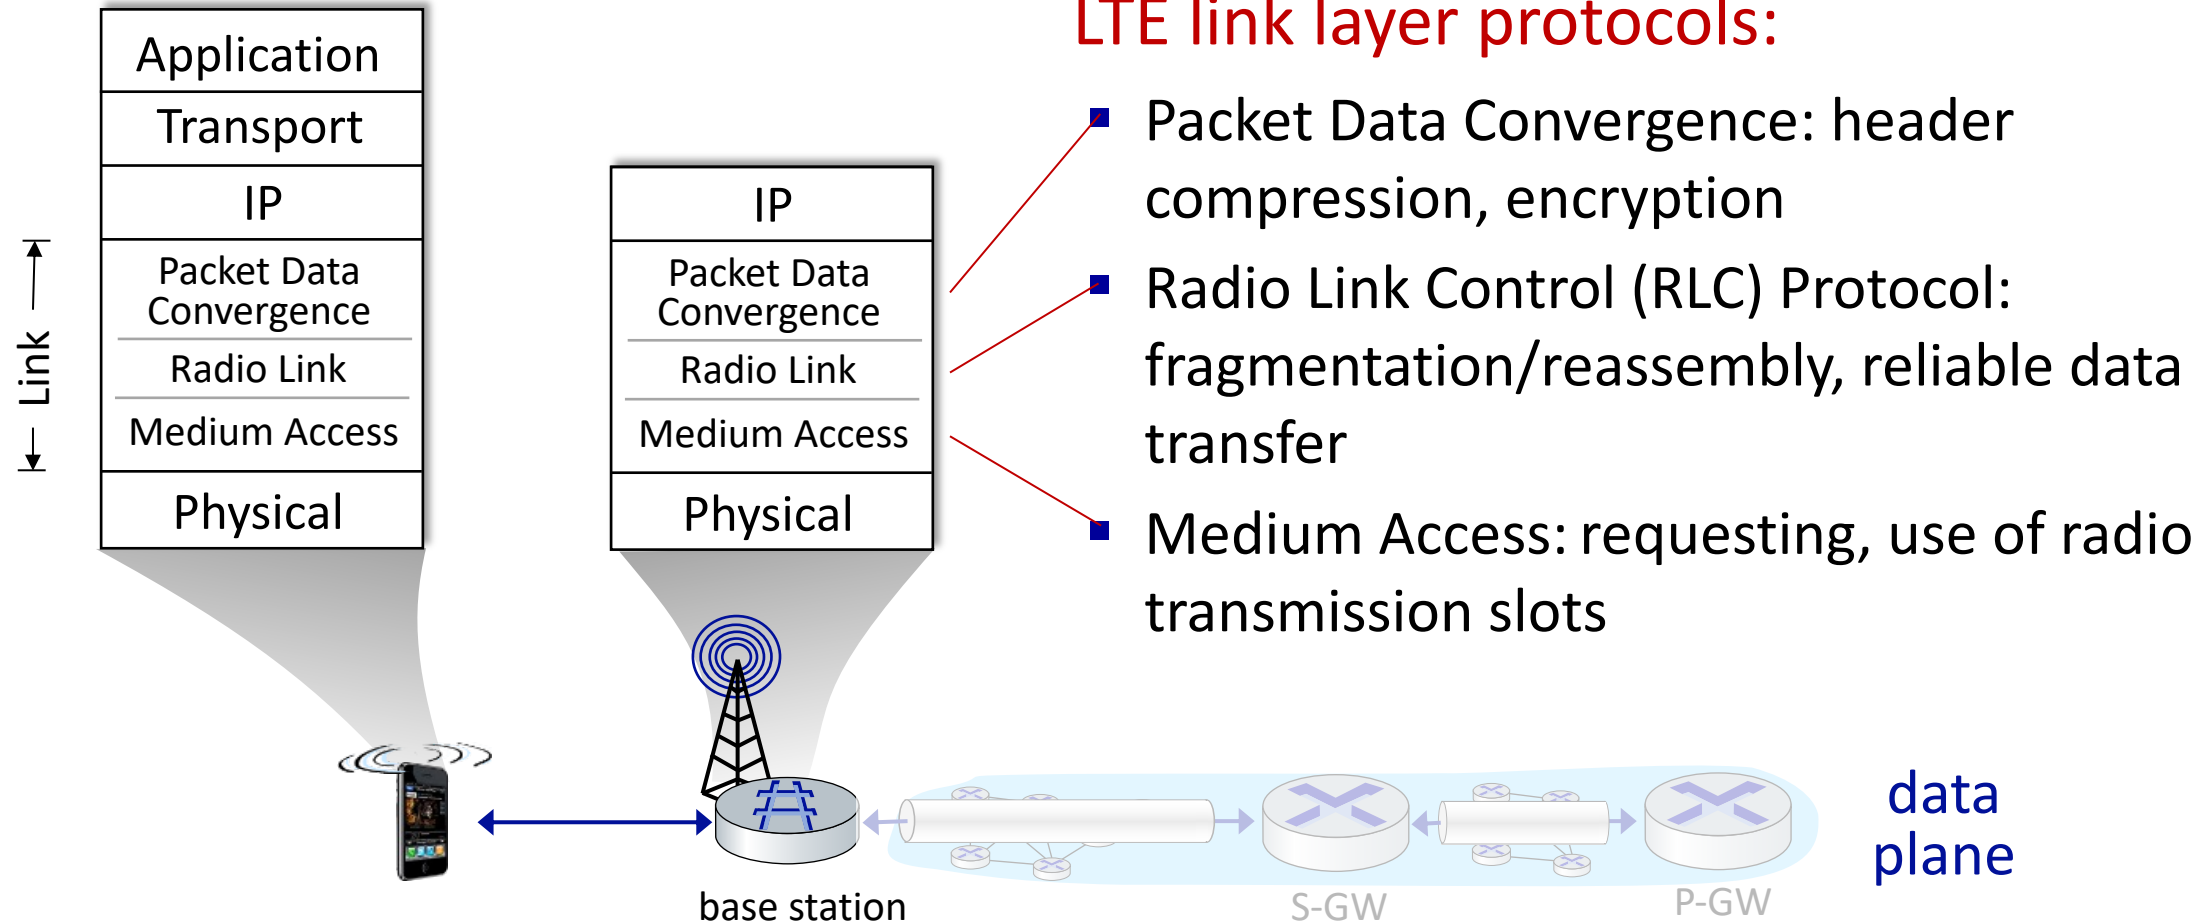 Application
Transport
IP
Packet Data
Convergence
Radio Link
Medium Access
Physical
Link
IP
Packet Data
Convergence
Radio Link
Medium Access
Physical
LTE link layer protocols:
Packet Data Convergence: header
compression, encryption
Radio Link Control (RLC) Protocol:
fragmentation/reassembly, reliable data
transfer
Medium Access: requesting, use of radio
transmission slots
base station
S-GW
P-GW
data
plane